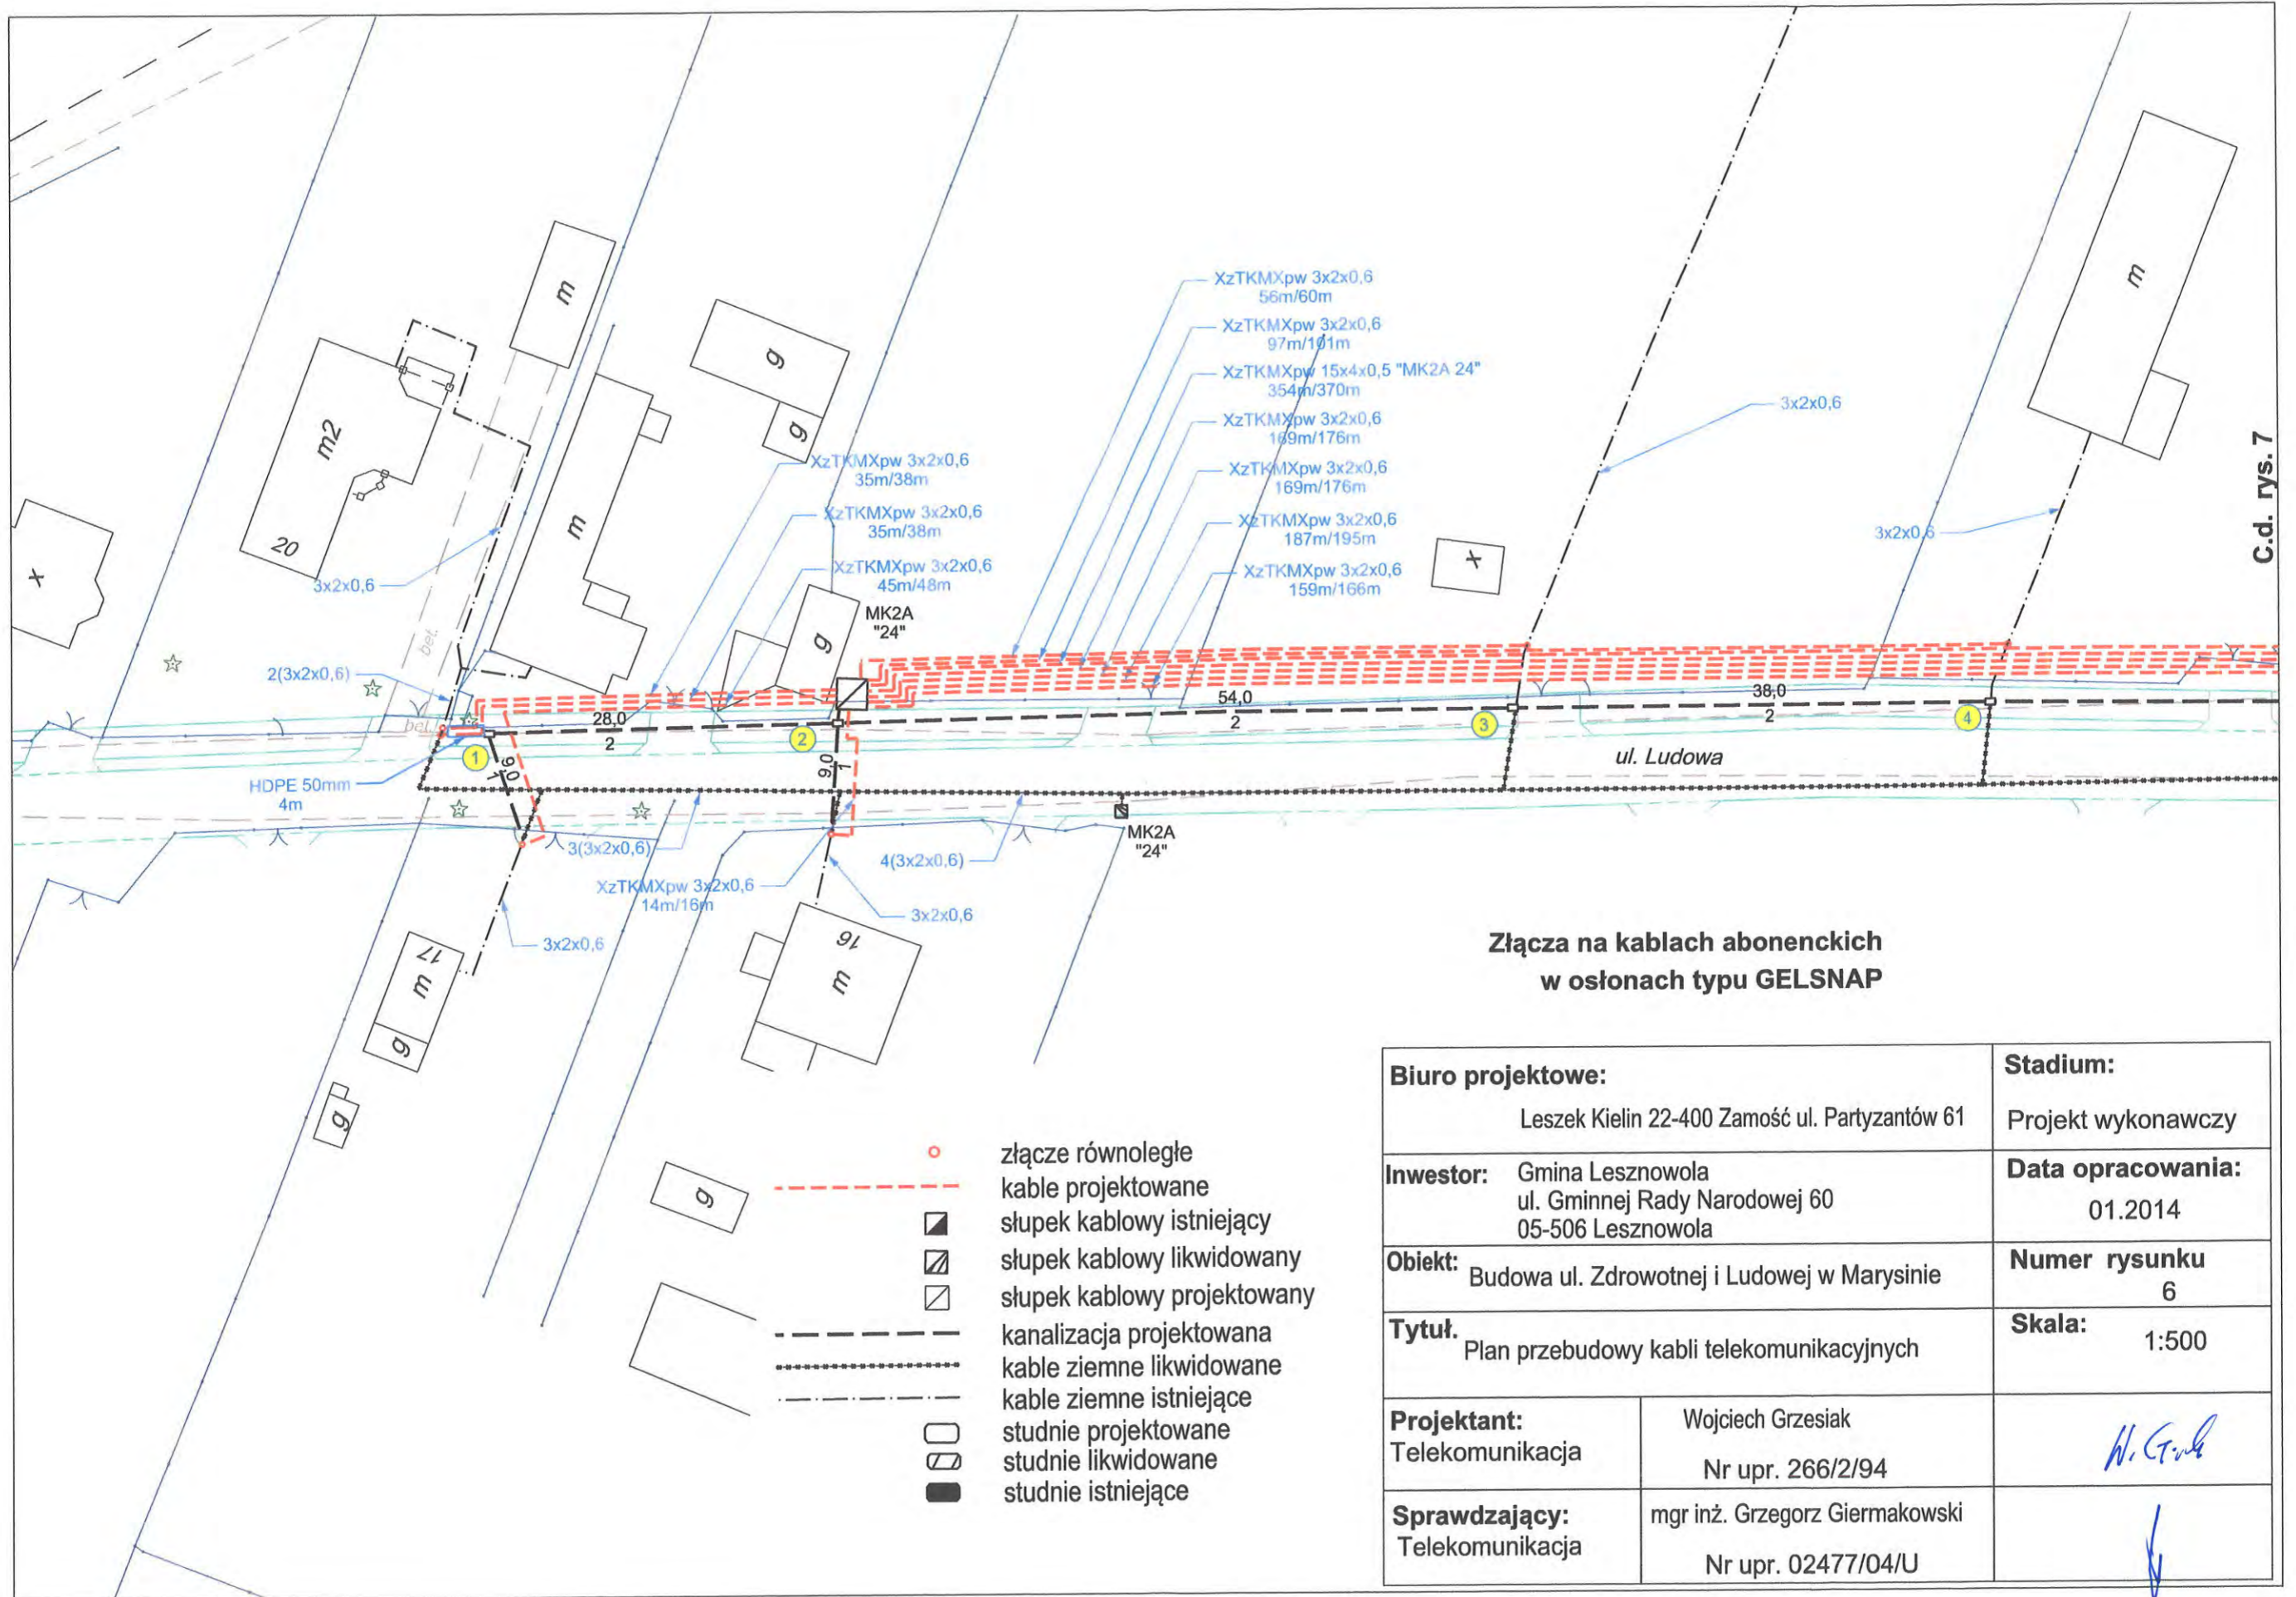 m
g
g
m2
20
m
x
m
x
C.d. rys. 7
XzTKMXpw 3x2x0,6
56m/60m
XzTKMXpw 3x2x0,6
97m/101m
XzTKMXpw 15x4x0,5 "MK2A 24"
354m/370m
XzTKMXpw 3x2x0,6
169m/176m
XzTKMXpw 3x2x0,6
169m/176m
XzTKMXpw 3x2x0,6
187m/195m
XzTKMXpw 3x2x0,6
159m/166m
3x2x0,6
3x2x0,6
XzTKMXpw 3x2x0,6
35m/38m
XzTKMXpw 3x2x0,6
35m/38m
XzTKMXpw 3x2x0,6
45m/48m
3x2x0,6
bet.
g
MK2A
"24"
2(3x2x0,6)
bet.
28,0
2
54,0
2
38,0
2
1
2
3
4
9,0
1
9,0
1
ul. Ludowa
HDPE 50mm
4m
MK2A
"24"
3(3x2x0,6)
4(3x2x0,6)
XzTKMXpw 3x2x0,6
14m/16m
3x2x0,6
3x2x0,6
17
m
g
g
16
m
g
Złącza na kablach abonenckich
w osłonach typu GELSNAP
złącze równoległe
kable projektowane
słupek kablowy istniejący
słupek kablowy likwidowany
słupek kablowy projektowany
kanalizacja projektowana
kable ziemne likwidowane
kable ziemne istniejące
studnie projektowane
studnie likwidowane
studnie istniejące
Biuro projektowe:
Leszek Kielin 22-400 Zamość ul. Partyzantów 61
Stadium:
Projekt wykonawczy
Inwestor: Gmina Lesznowola
ul. Gminnej Rady Narodowej 60
05-506 Lesznowola
Data opracowania:
01.2014
Obiekt: Budowa ul. Zdrowotnej i Ludowej w Marysinie
Numer rysunku
6
Tytuł. Plan przebudowy kabli telekomunikacyjnych
Skala: 1:500
Projektant:
Telekomunikacja
Wojciech Grzesiak
Nr upr. 266/2/94
Sprawdzający:
Telekomunikacja
mgr inż. Grzegorz Giermakowski
Nr upr. 02477/04/U